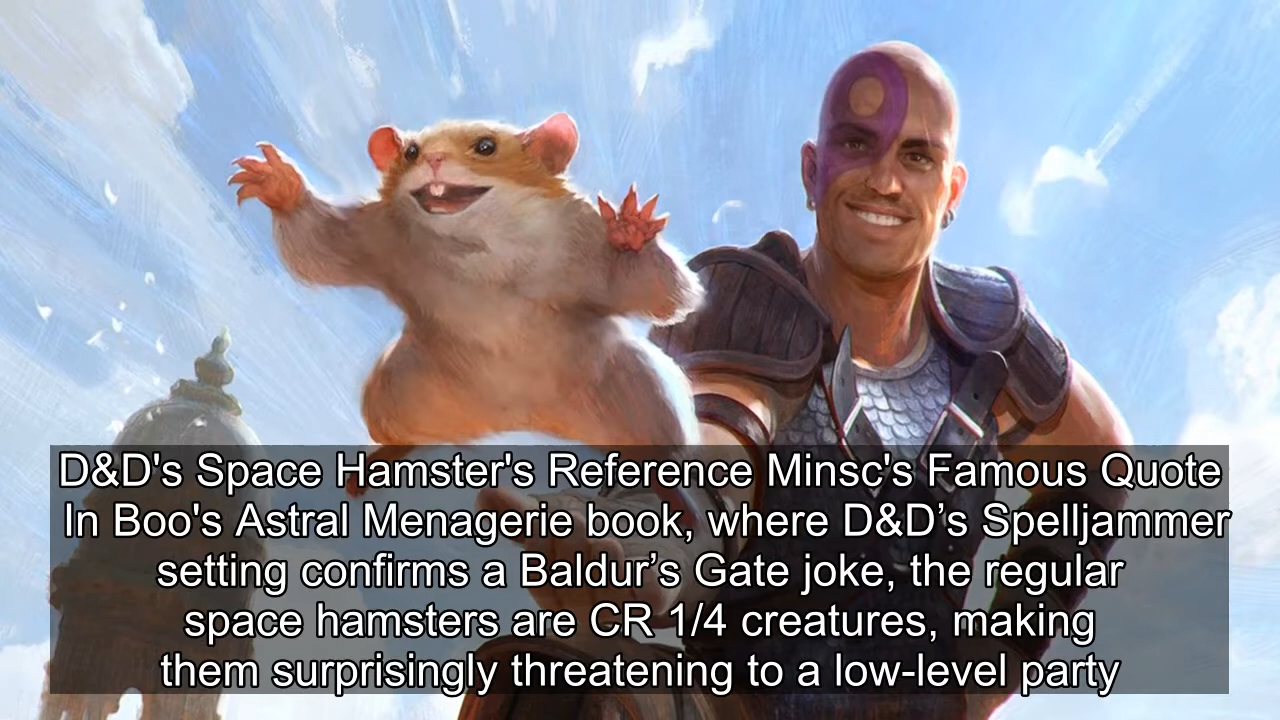 D&D's Space Hamster's Reference Minsc's Famous Quote
In Boo's Astral Menagerie book, where D&D’s Spelljammer
setting confirms a Baldur’s Gate joke, the regular
space hamsters are CR 1/4 creatures, making
them surprisingly threatening to a low-level party